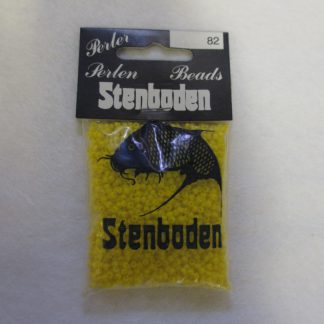 Perler
82
Perlen Beads
Stenboden
Stenboden